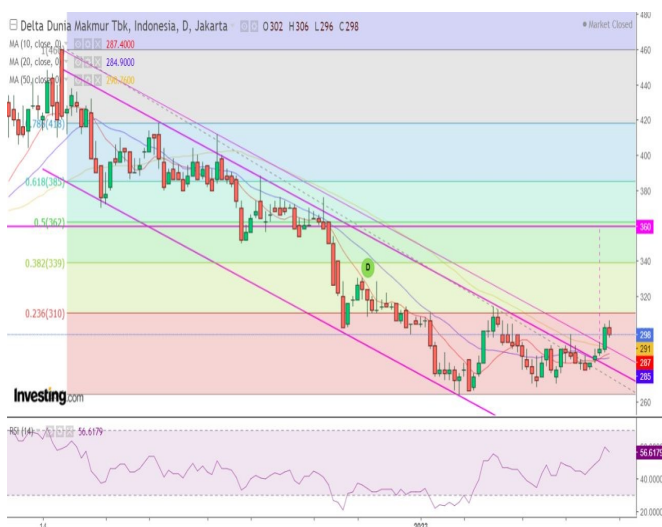 Delta Dunia Makmur Tbk, Indonesia, D, Jakarta O302 H306 L296 C298
Market Closed
MA (10, close, 0) 287.4000
MA (20, close, 0) 284.9000
MA (50, close, 0)
0.618(385)
0.5(362)
0.382(339)
0.236(310)
D
480
460
440
420
400
380
360
340
320
298
291
287
285
260
Investing.com
RSI (14) 56.6179
56.6179
40.0000
20.0000